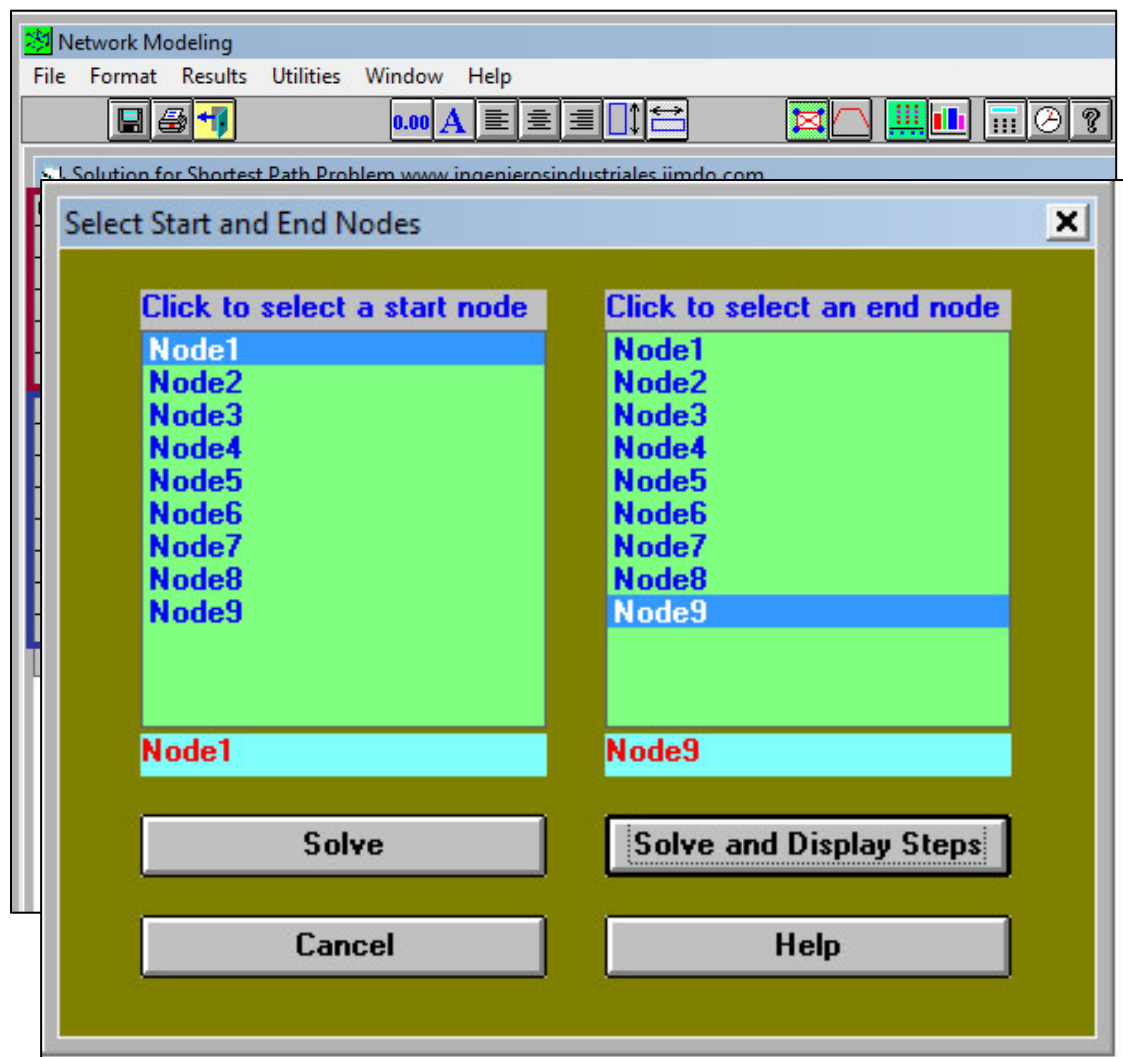 Network Modeling
File Format Results Utilities Window Help
0.00 A
Solution for Shortest Path Problem www.ingenierosindustriales.jimdo.com
Select Start and End Nodes
Click to select a start node
Node1
Node2
Node3
Node4
Node5
Node6
Node7
Node8
Node9
Node1
Click to select an end node
Node1
Node2
Node3
Node4
Node5
Node6
Node7
Node8
Node9
Node9
Solve
Solve and Display Steps
Cancel
Help